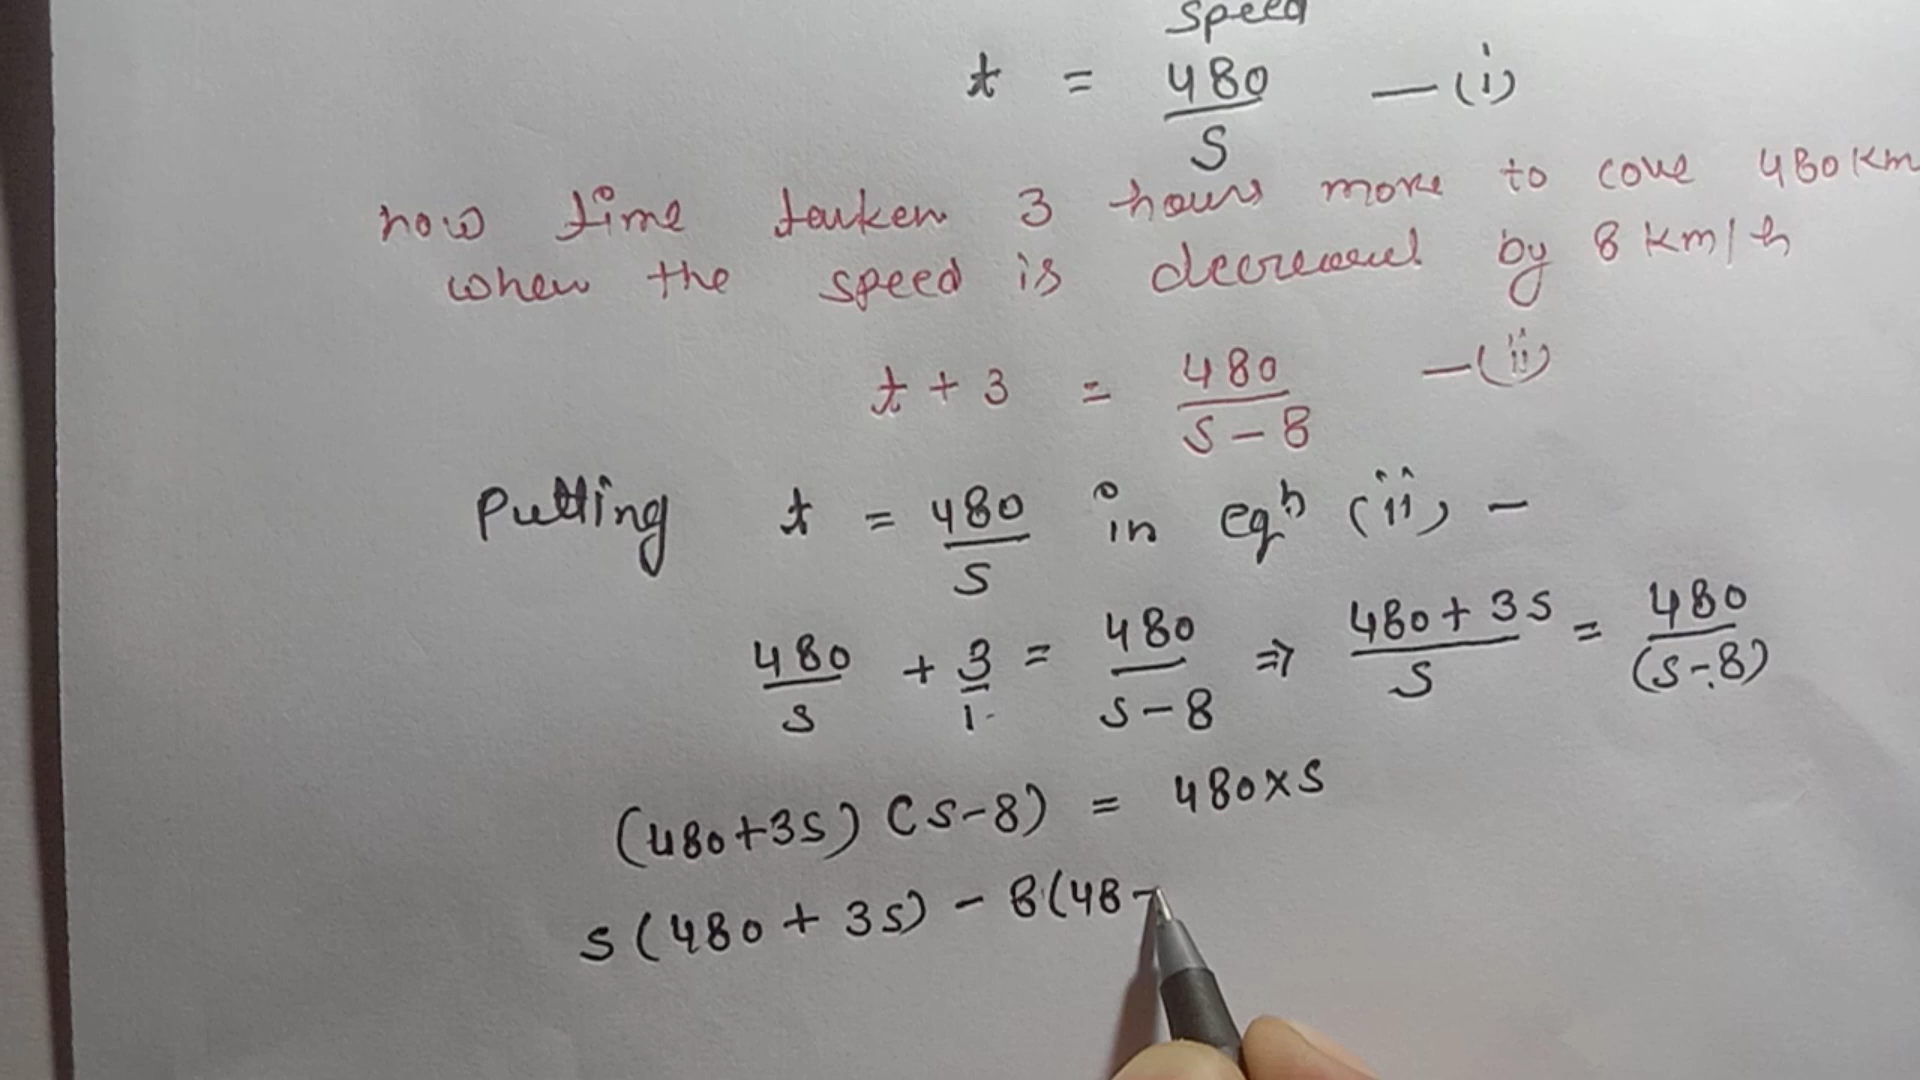 speed
t = 480/S — (i)
now time taken 3 hours more to cove 480 km
when the speed is by 8 km/h
t + 3 = 480/S-8 — (ii)
Putting t = 480/S in eqn (ii) -
480/S + 3/1 = 480/S-8 ⇒ 480+3S/S = 480/(S-8)
(480+3S) (S-8) = 480×S
S(480 + 3S) - 8(48